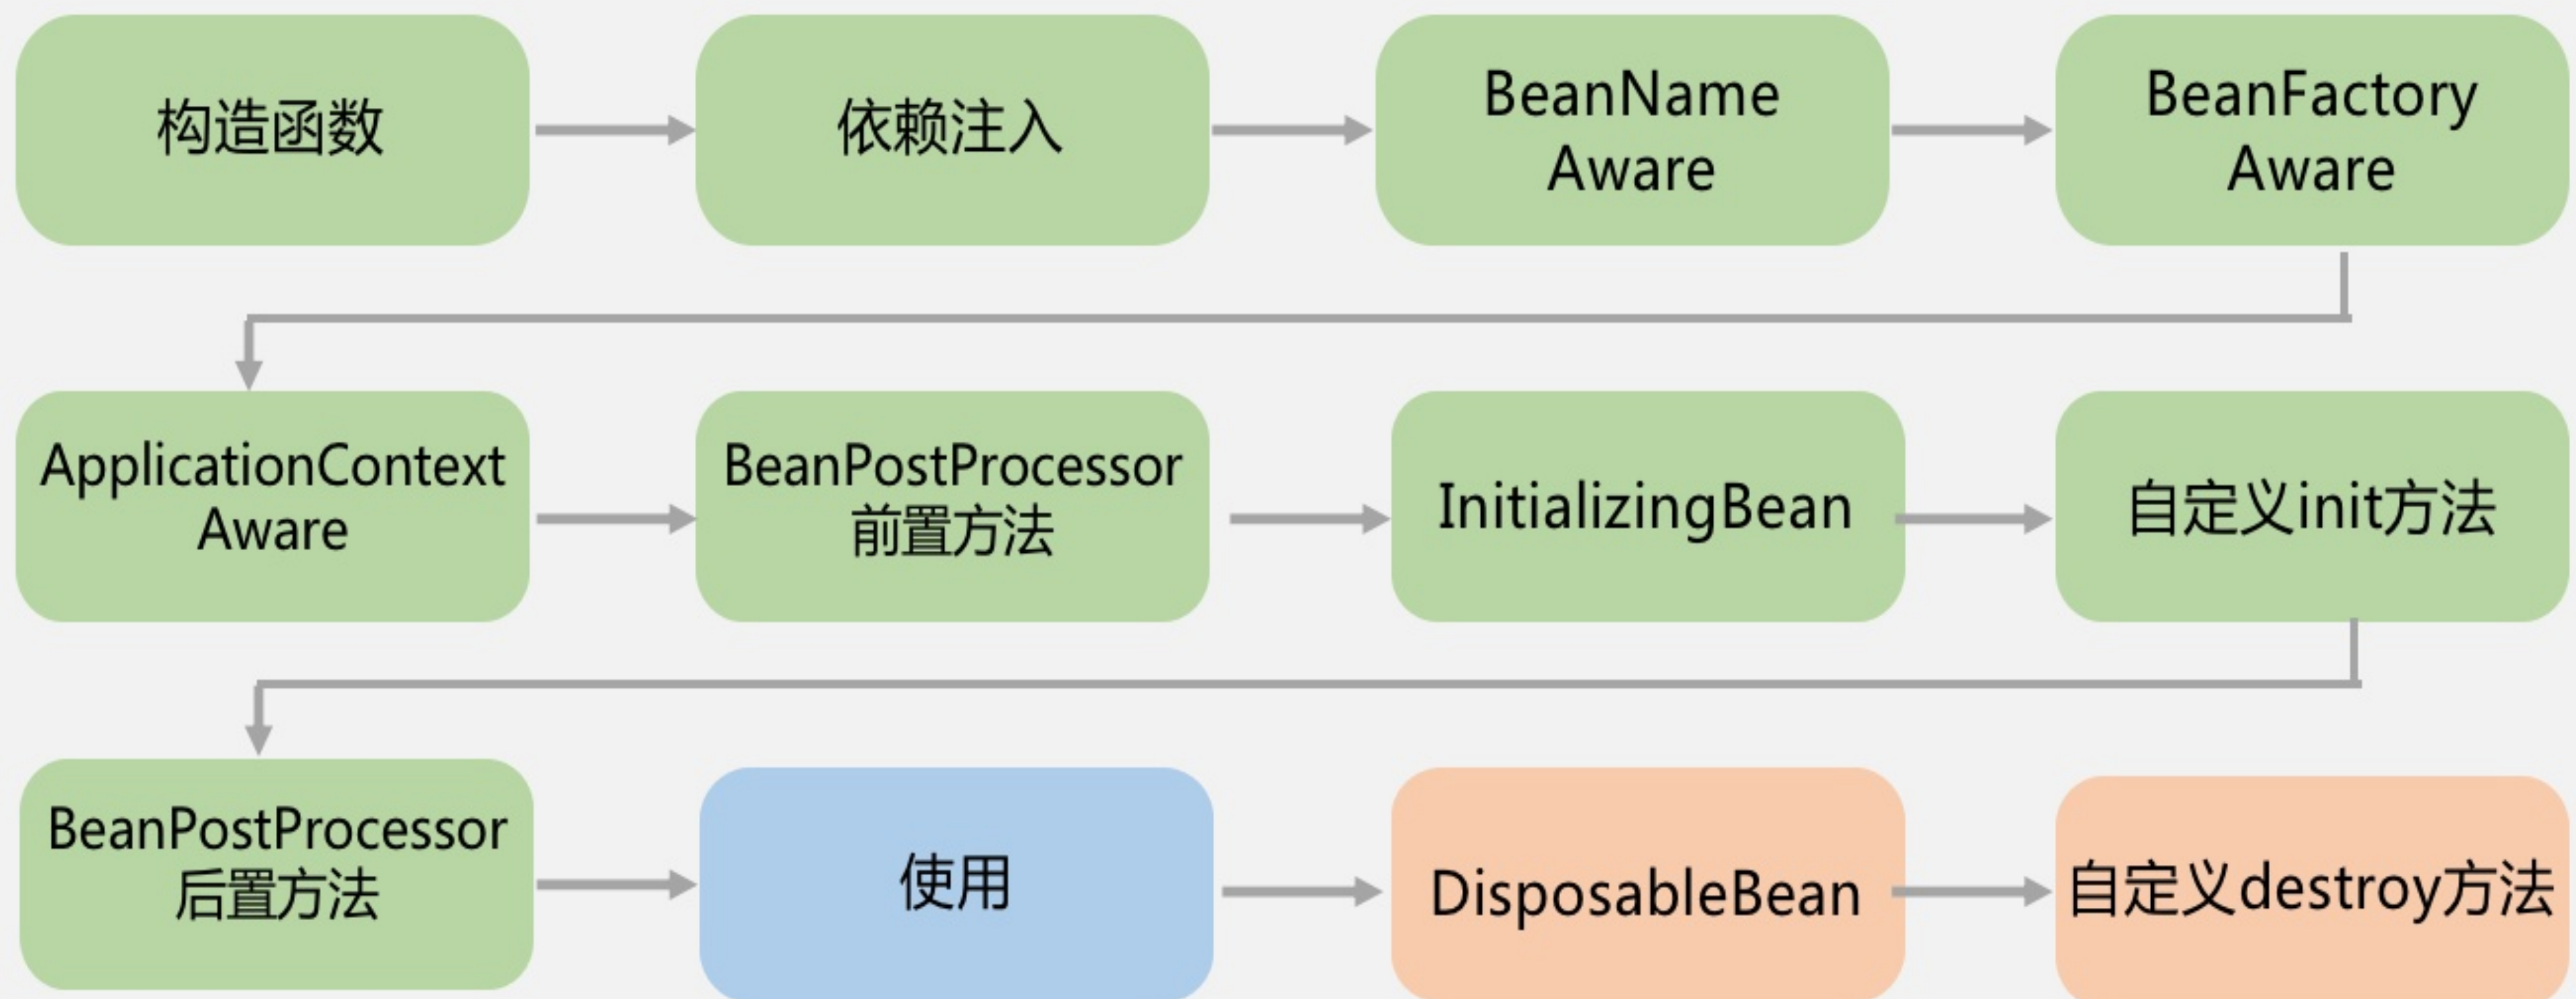 构造函数
依赖注入
BeanName
Aware
BeanFactory
Aware
ApplicationContext
Aware
BeanPostProcessor
前置方法
InitializingBean
自定义init方法
BeanPostProcessor
后置方法
使用
DisposableBean
自定义destroy方法